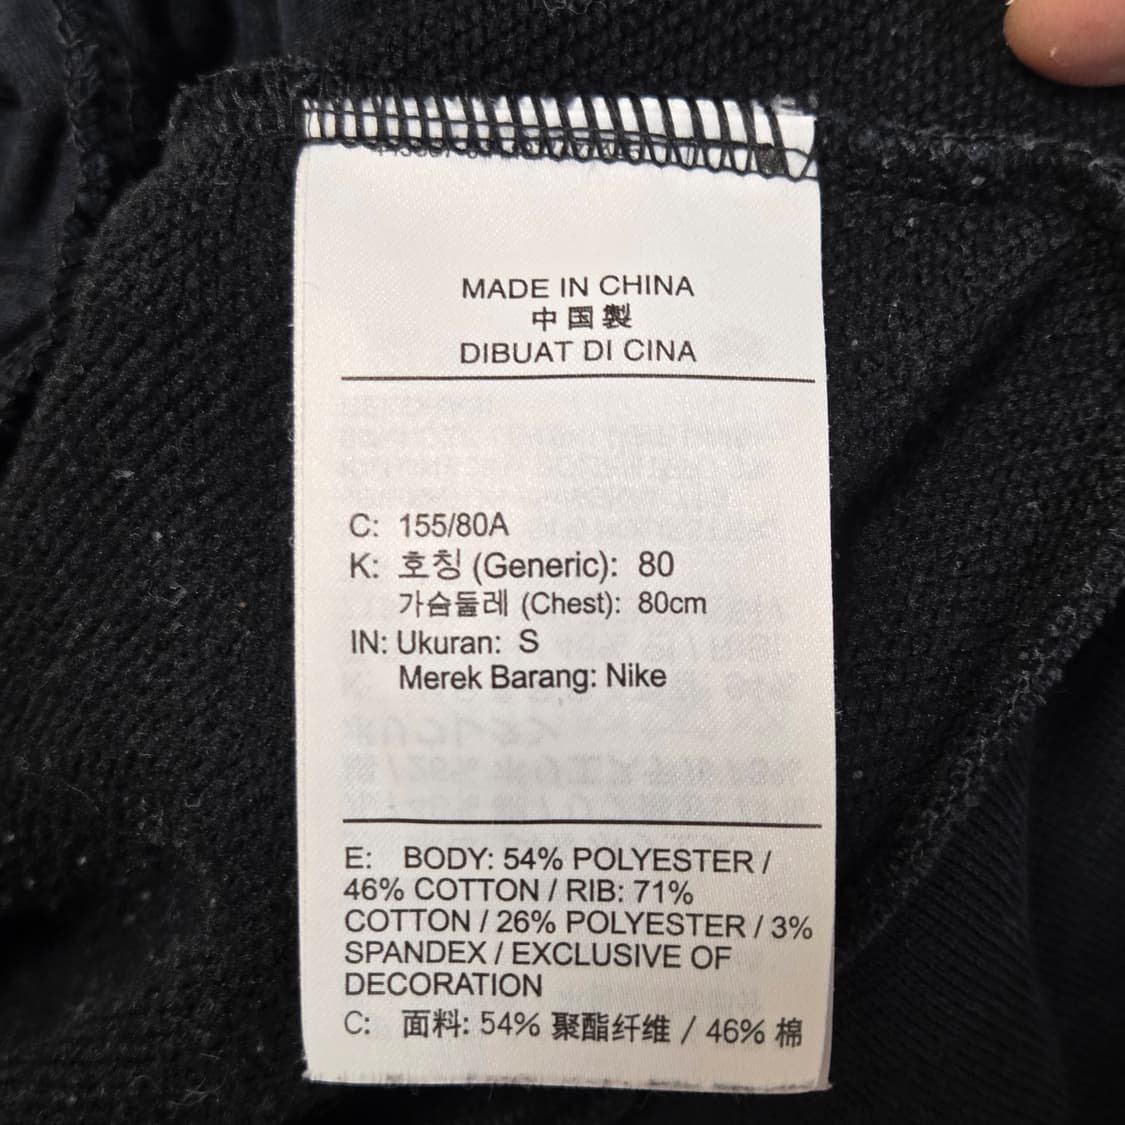 MADE IN CHINA
中国製
DIBUAT DI CINA
C: 155/80A
K: 호칭 (Generic): 80
가슴둘레 (Chest): 80cm
IN: Ukuran: S
Merek Barang: Nike
E: BODY: 54% POLYESTER /
46% COTTON / RIB: 71%
COTTON / 26% POLYESTER / 3%
SPANDEX / EXCLUSIVE OF
DECORATION
C: 面料: 54% 聚酯纤维 / 46% 棉